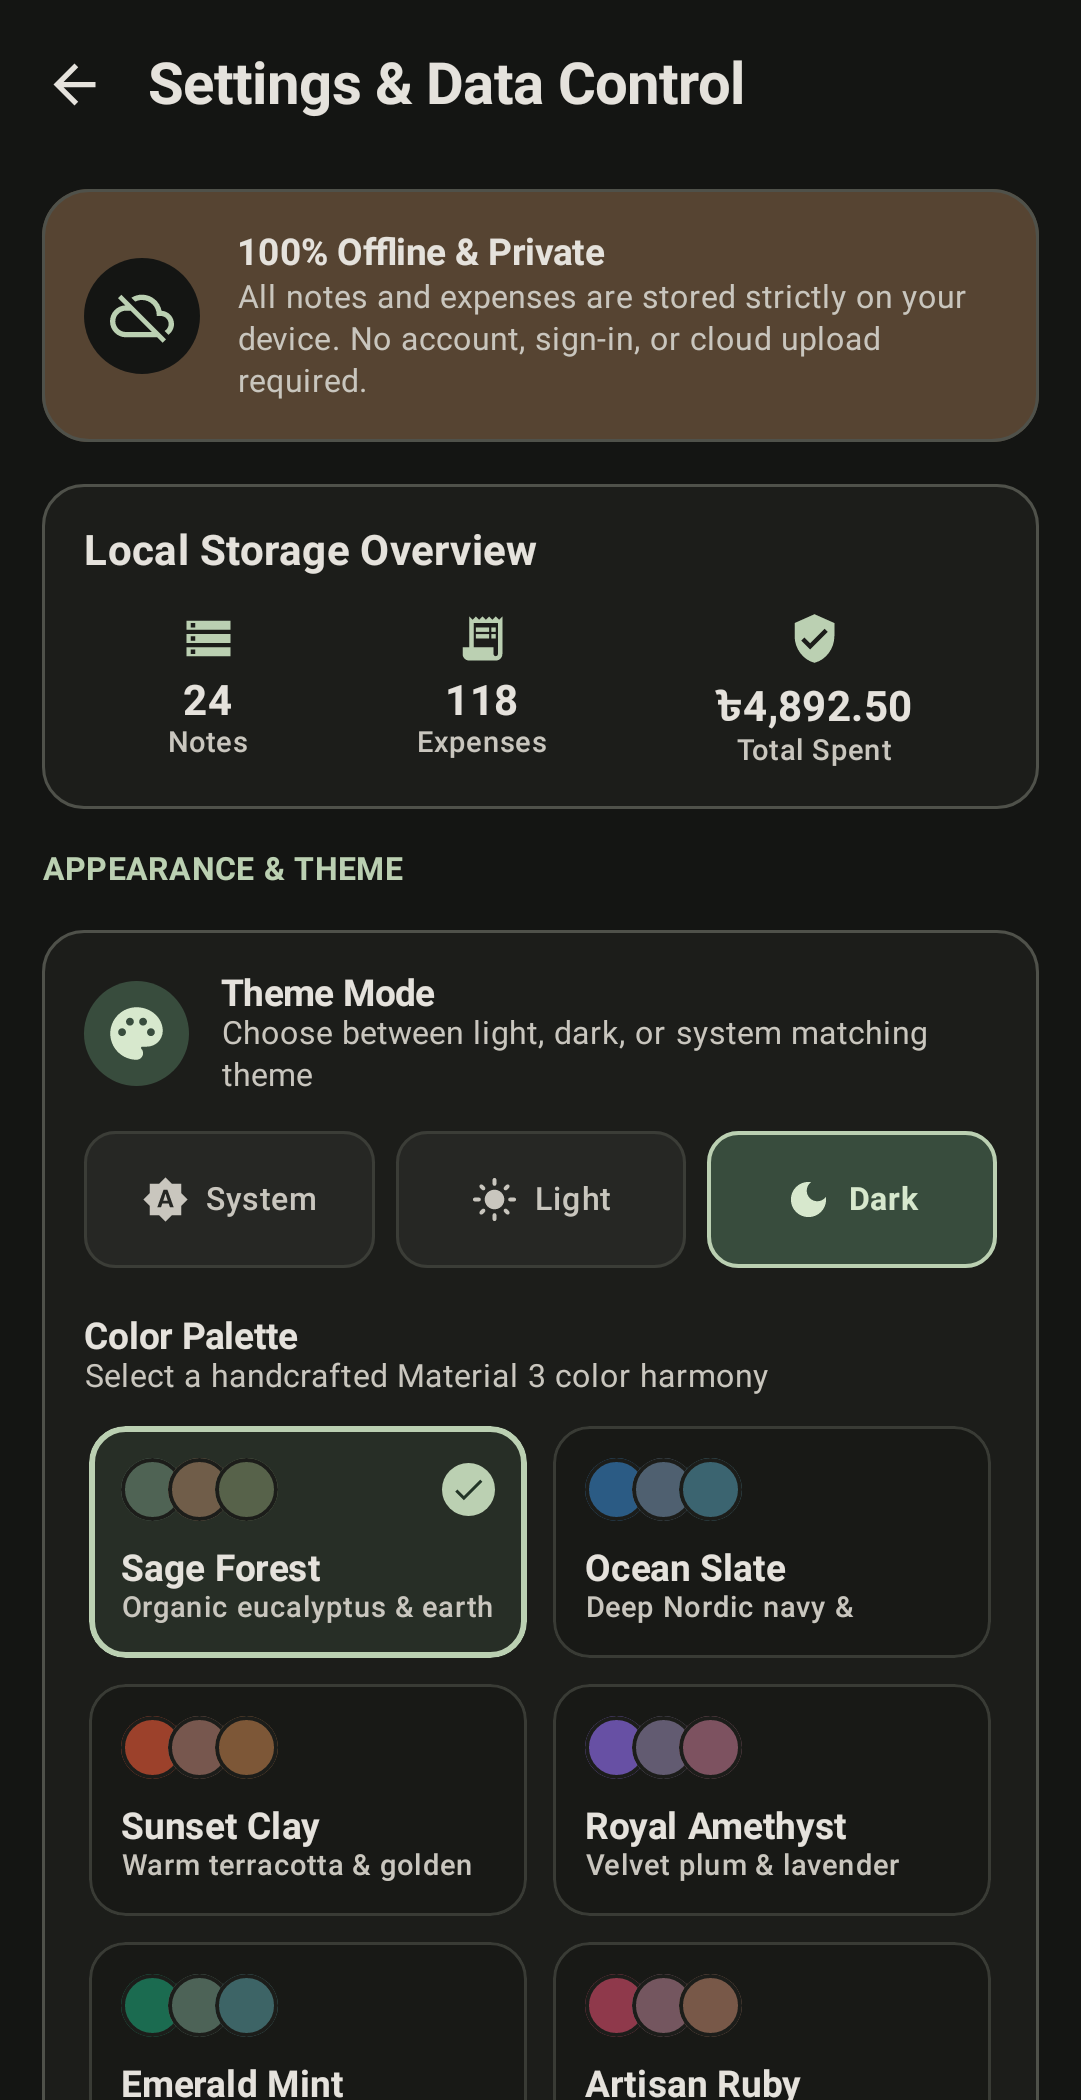 Settings & Data Control
100% Offline & Private
All notes and expenses are stored strictly on your
device. No account, sign-in, or cloud upload
required.
Local Storage Overview
24
Notes
118
Expenses
৳4,892.50
Total Spent
APPEARANCE & THEME
Theme Mode
Choose between light, dark, or system matching
theme
A System
Light
Dark
Color Palette
Select a handcrafted Material 3 color harmony
Sage Forest
Organic eucalyptus & earth
Ocean Slate
Deep Nordic navy &
Sunset Clay
Warm terracotta & golden
Royal Amethyst
Velvet plum & lavender
Emerald Mint
Artisan Ruby